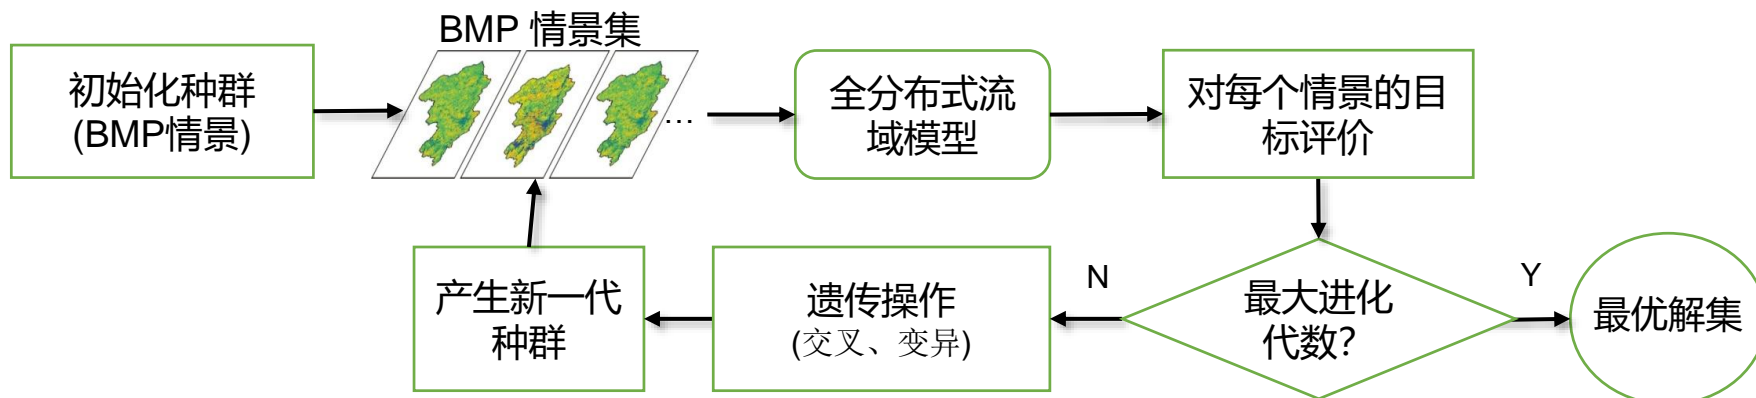 BMP 情景集
初始化种群
(BMP情景)
...
全分布式流
域模型
对每个情景的目
标评价
最大进化
代数?
N
Y
最优解集
遗传操作
(交叉、变异)
产生新一代
种群